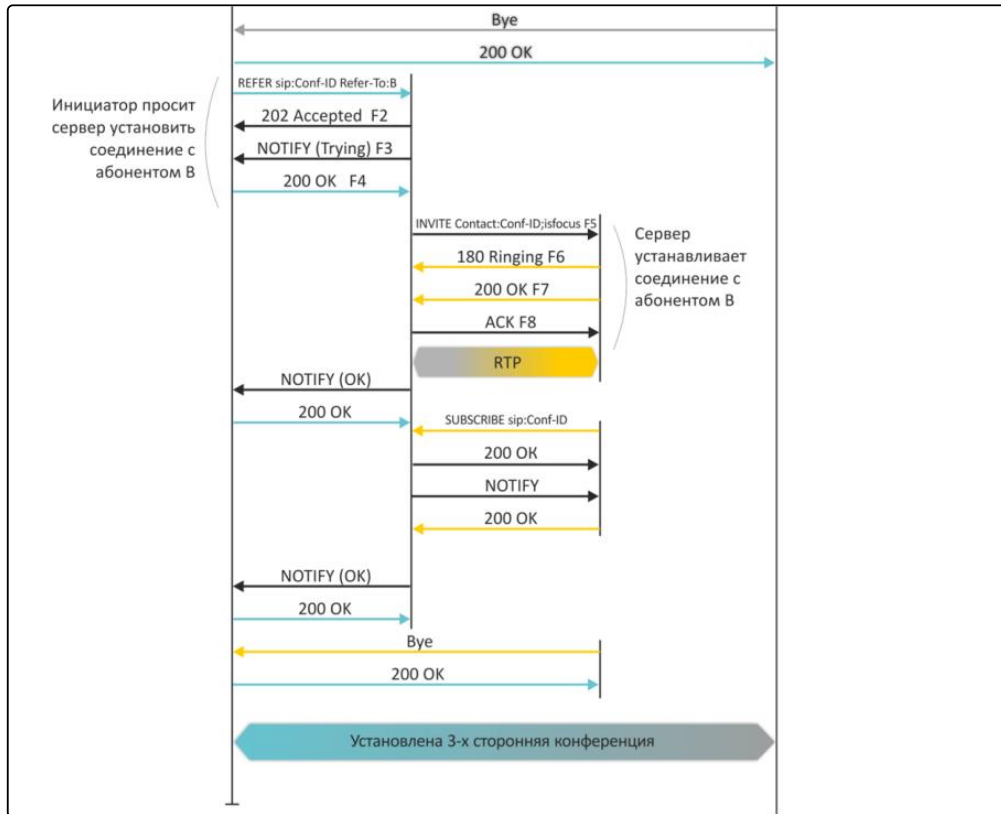 Bye
200 OK
REFER sip:Conf-ID Refer-To:B
Инициатор просит
сервер установить
соединение с
абонентом В
202 Accepted F2
NOTIFY (Trying) F3
200 OK F4
INVITE Contact:Conf-ID;isfocus F5
180 Ringing F6
200 OK F7
ACK F8
RTP
Сервер
устанавливает
соединение с
абонентом В
NOTIFY (OK)
200 OK
SUBSCRIBE sip:Conf-ID
200 OK
NOTIFY
200 OK
NOTIFY (OK)
200 OK
Bye
200 OK
Установлена 3-х сторонняя конференция